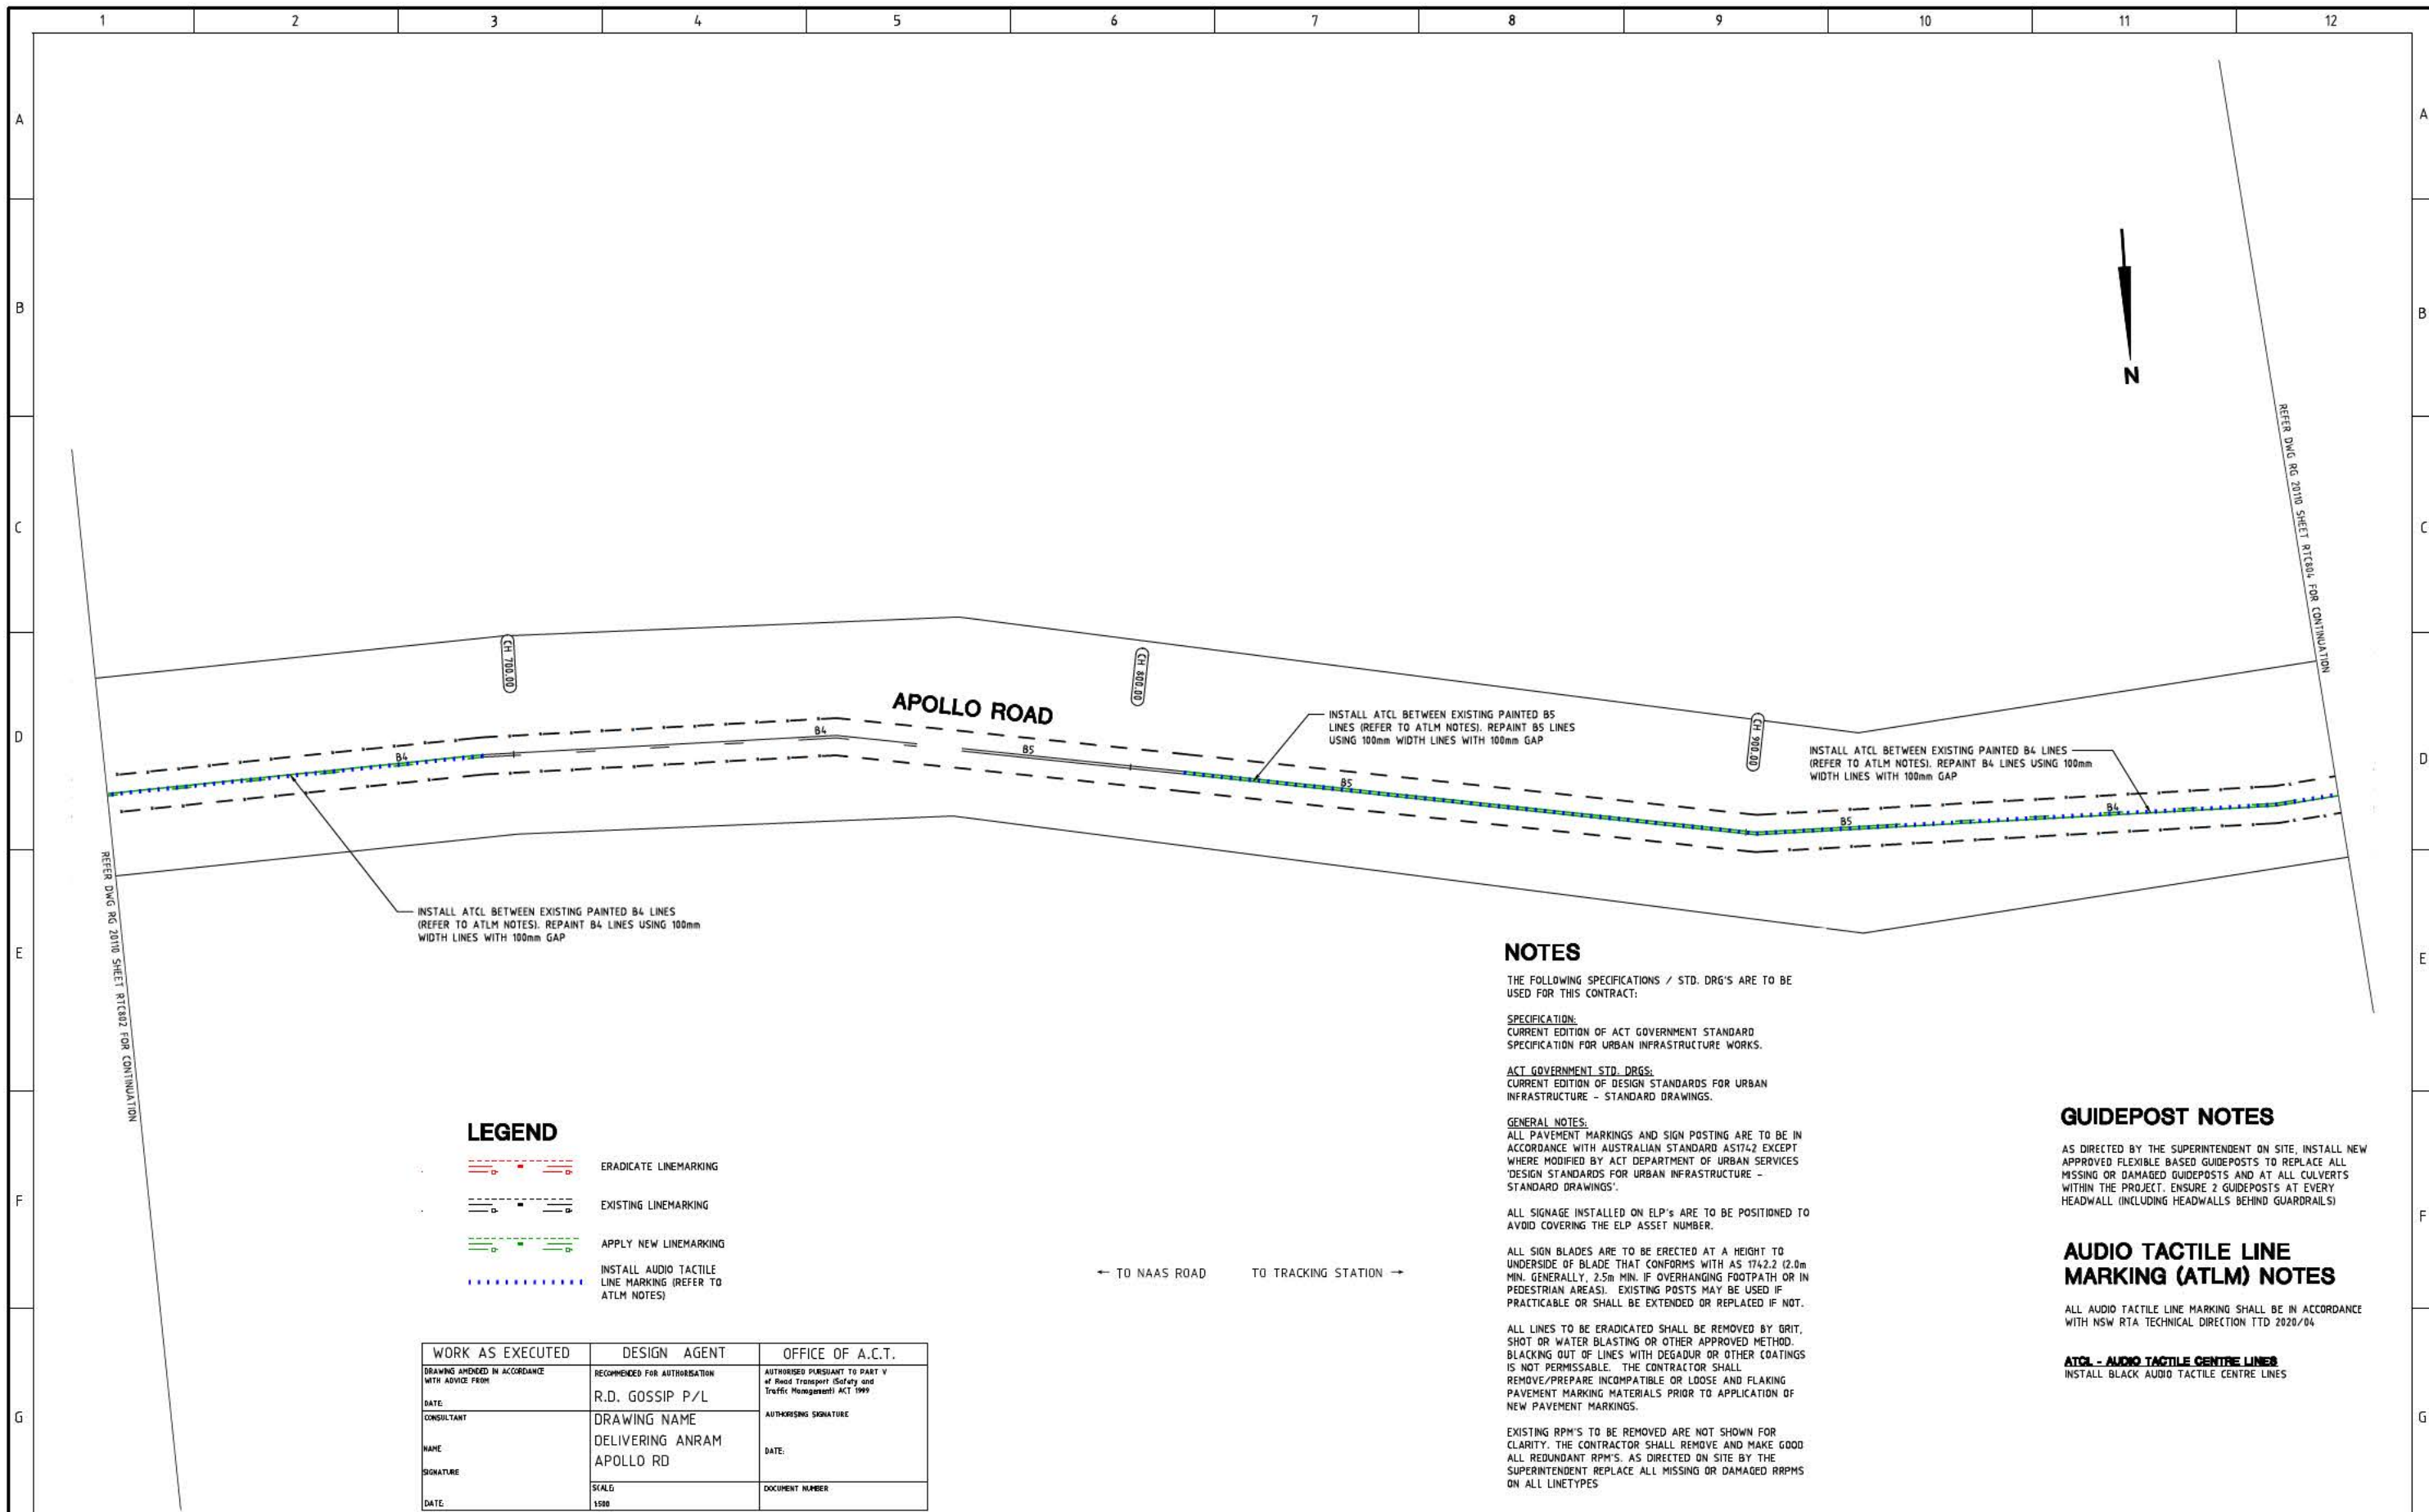 1 2 3 4 5 6 7 8 9 10 11 12
A
B
C
D
E
F
G
A
B
C
D
E
F
G
N
REFER DWG RG 20110 SHEET RTC804 FOR CONTINUATION
REFER DWG RG 20110 SHEET RTC802 FOR CONTINUATION
CH 700.00
CH 800.00
CH 900.00
APOLLO ROAD
B4
B4
B5
B5
B5
B4
INSTALL ATCL BETWEEN EXISTING PAINTED B5
LINES (REFER TO ATLM NOTES). REPAINT B5 LINES
USING 100mm WIDTH LINES WITH 100mm GAP
INSTALL ATCL BETWEEN EXISTING PAINTED B4 LINES
(REFER TO ATLM NOTES). REPAINT B4 LINES USING 100mm
WIDTH LINES WITH 100mm GAP
INSTALL ATCL BETWEEN EXISTING PAINTED B4 LINES
(REFER TO ATLM NOTES). REPAINT B4 LINES USING 100mm
WIDTH LINES WITH 100mm GAP
LEGEND
ERADICATE LINEMARKING
EXISTING LINEMARKING
APPLY NEW LINEMARKING
INSTALL AUDIO TACTILE
LINE MARKING (REFER TO
ATLM NOTES)
← TO NAAS ROAD
TO TRACKING STATION →
WORK AS EXECUTED
DRAWING AMENDED IN ACCORDANCE
WITH ADVICE FROM
DATE:
CONSULTANT
NAME
SIGNATURE
DATE:
DESIGN AGENT
RECOMMENDED FOR AUTHORISATION
R.D. GOSSIP P/L
DRAWING NAME
DELIVERING ANRAM
APOLLO RD
SCALE:
1:500
OFFICE OF A.C.T.
AUTHORISED PURSUANT TO PART V
of Road Transport (Safety and
Traffic Management) ACT 1999
AUTHORISING SIGNATURE
DATE:
DOCUMENT NUMBER
NOTES
THE FOLLOWING SPECIFICATIONS / STD. DRG'S ARE TO BE
USED FOR THIS CONTRACT:
SPECIFICATION:
CURRENT EDITION OF ACT GOVERNMENT STANDARD
SPECIFICATION FOR URBAN INFRASTRUCTURE WORKS.
ACT GOVERNMENT STD. DRGS:
CURRENT EDITION OF DESIGN STANDARDS FOR URBAN
INFRASTRUCTURE - STANDARD DRAWINGS.
GENERAL NOTES:
ALL PAVEMENT MARKINGS AND SIGN POSTING ARE TO BE IN
ACCORDANCE WITH AUSTRALIAN STANDARD AS1742 EXCEPT
WHERE MODIFIED BY ACT DEPARTMENT OF URBAN SERVICES
'DESIGN STANDARDS FOR URBAN INFRASTRUCTURE -
STANDARD DRAWINGS'.
ALL SIGNAGE INSTALLED ON ELP's ARE TO BE POSITIONED TO
AVOID COVERING THE ELP ASSET NUMBER.
ALL SIGN BLADES ARE TO BE ERECTED AT A HEIGHT TO
UNDERSIDE OF BLADE THAT CONFORMS WITH AS 1742.2 (2.0m
MIN. GENERALLY, 2.5m MIN. IF OVERHANGING FOOTPATH OR IN
PEDESTRIAN AREAS). EXISTING POSTS MAY BE USED IF
PRACTICABLE OR SHALL BE EXTENDED OR REPLACED IF NOT.
ALL LINES TO BE ERADICATED SHALL BE REMOVED BY GRIT,
SHOT OR WATER BLASTING OR OTHER APPROVED METHOD.
BLACKING OUT OF LINES WITH DEGADUR OR OTHER COATINGS
IS NOT PERMISSABLE. THE CONTRACTOR SHALL
REMOVE/PREPARE INCOMPATIBLE OR LOOSE AND FLAKING
PAVEMENT MARKING MATERIALS PRIOR TO APPLICATION OF
NEW PAVEMENT MARKINGS.
EXISTING RPM'S TO BE REMOVED ARE NOT SHOWN FOR
CLARITY. THE CONTRACTOR SHALL REMOVE AND MAKE GOOD
ALL REDUNDANT RPM'S. AS DIRECTED ON SITE BY THE
SUPERINTENDENT REPLACE ALL MISSING OR DAMAGED RRPMS
ON ALL LINETYPES
GUIDEPOST NOTES
AS DIRECTED BY THE SUPERINTENDENT ON SITE, INSTALL NEW
APPROVED FLEXIBLE BASED GUIDEPOSTS TO REPLACE ALL
MISSING OR DAMAGED GUIDEPOSTS AND AT ALL CULVERTS
WITHIN THE PROJECT. ENSURE 2 GUIDEPOSTS AT EVERY
HEADWALL (INCLUDING HEADWALLS BEHIND GUARDRAILS)
AUDIO TACTILE LINE
MARKING (ATLM) NOTES
ALL AUDIO TACTILE LINE MARKING SHALL BE IN ACCORDANCE
WITH NSW RTA TECHNICAL DIRECTION TTD 2020/04
ATCL - AUDIO TACTILE CENTRE LINES
INSTALL BLACK AUDIO TACTILE CENTRE LINES